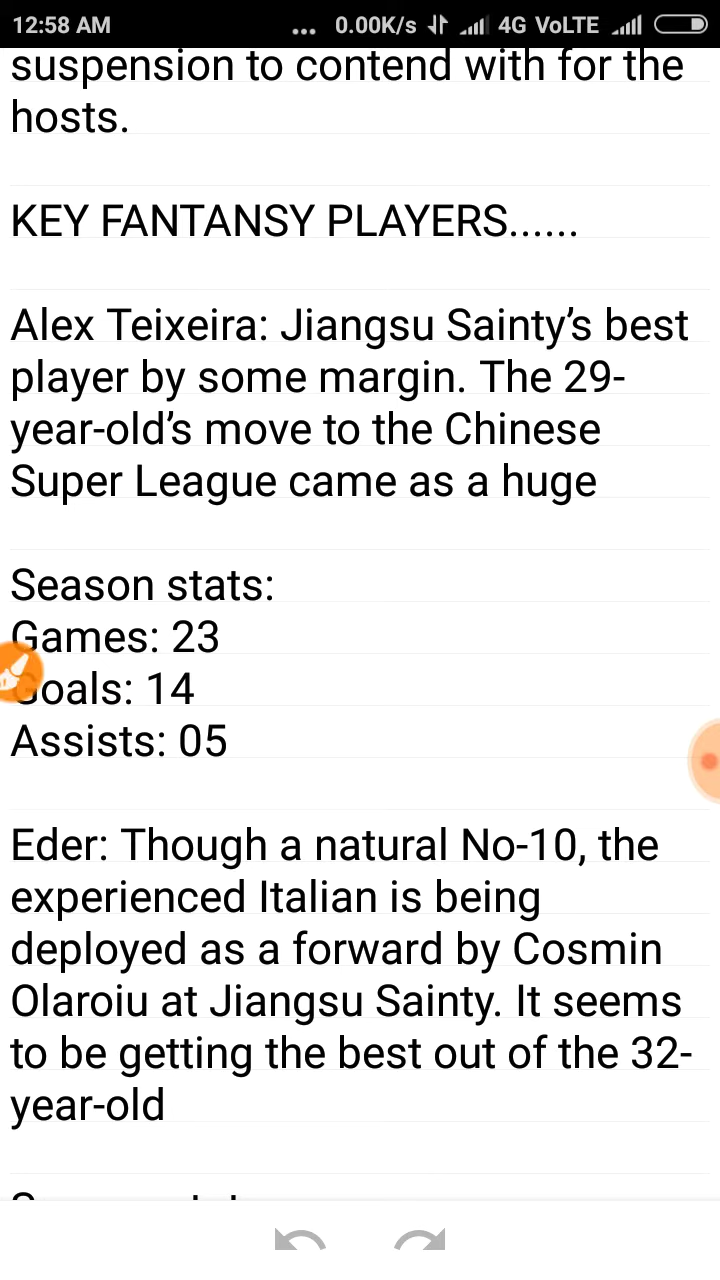 12:58 AM ... 0.00K/s 4G VoLTE
suspension to contend with for the
hosts.
KEY FANTANSY PLAYERS......
Alex Teixeira: Jiangsu Sainty’s best
player by some margin. The 29-
year-old’s move to the Chinese
Super League came as a huge
Season stats:
Games: 23
Goals: 14
Assists: 05
Eder: Though a natural No-10, the
experienced Italian is being
deployed as a forward by Cosmin
Olaroiu at Jiangsu Sainty. It seems
to be getting the best out of the 32-
year-old